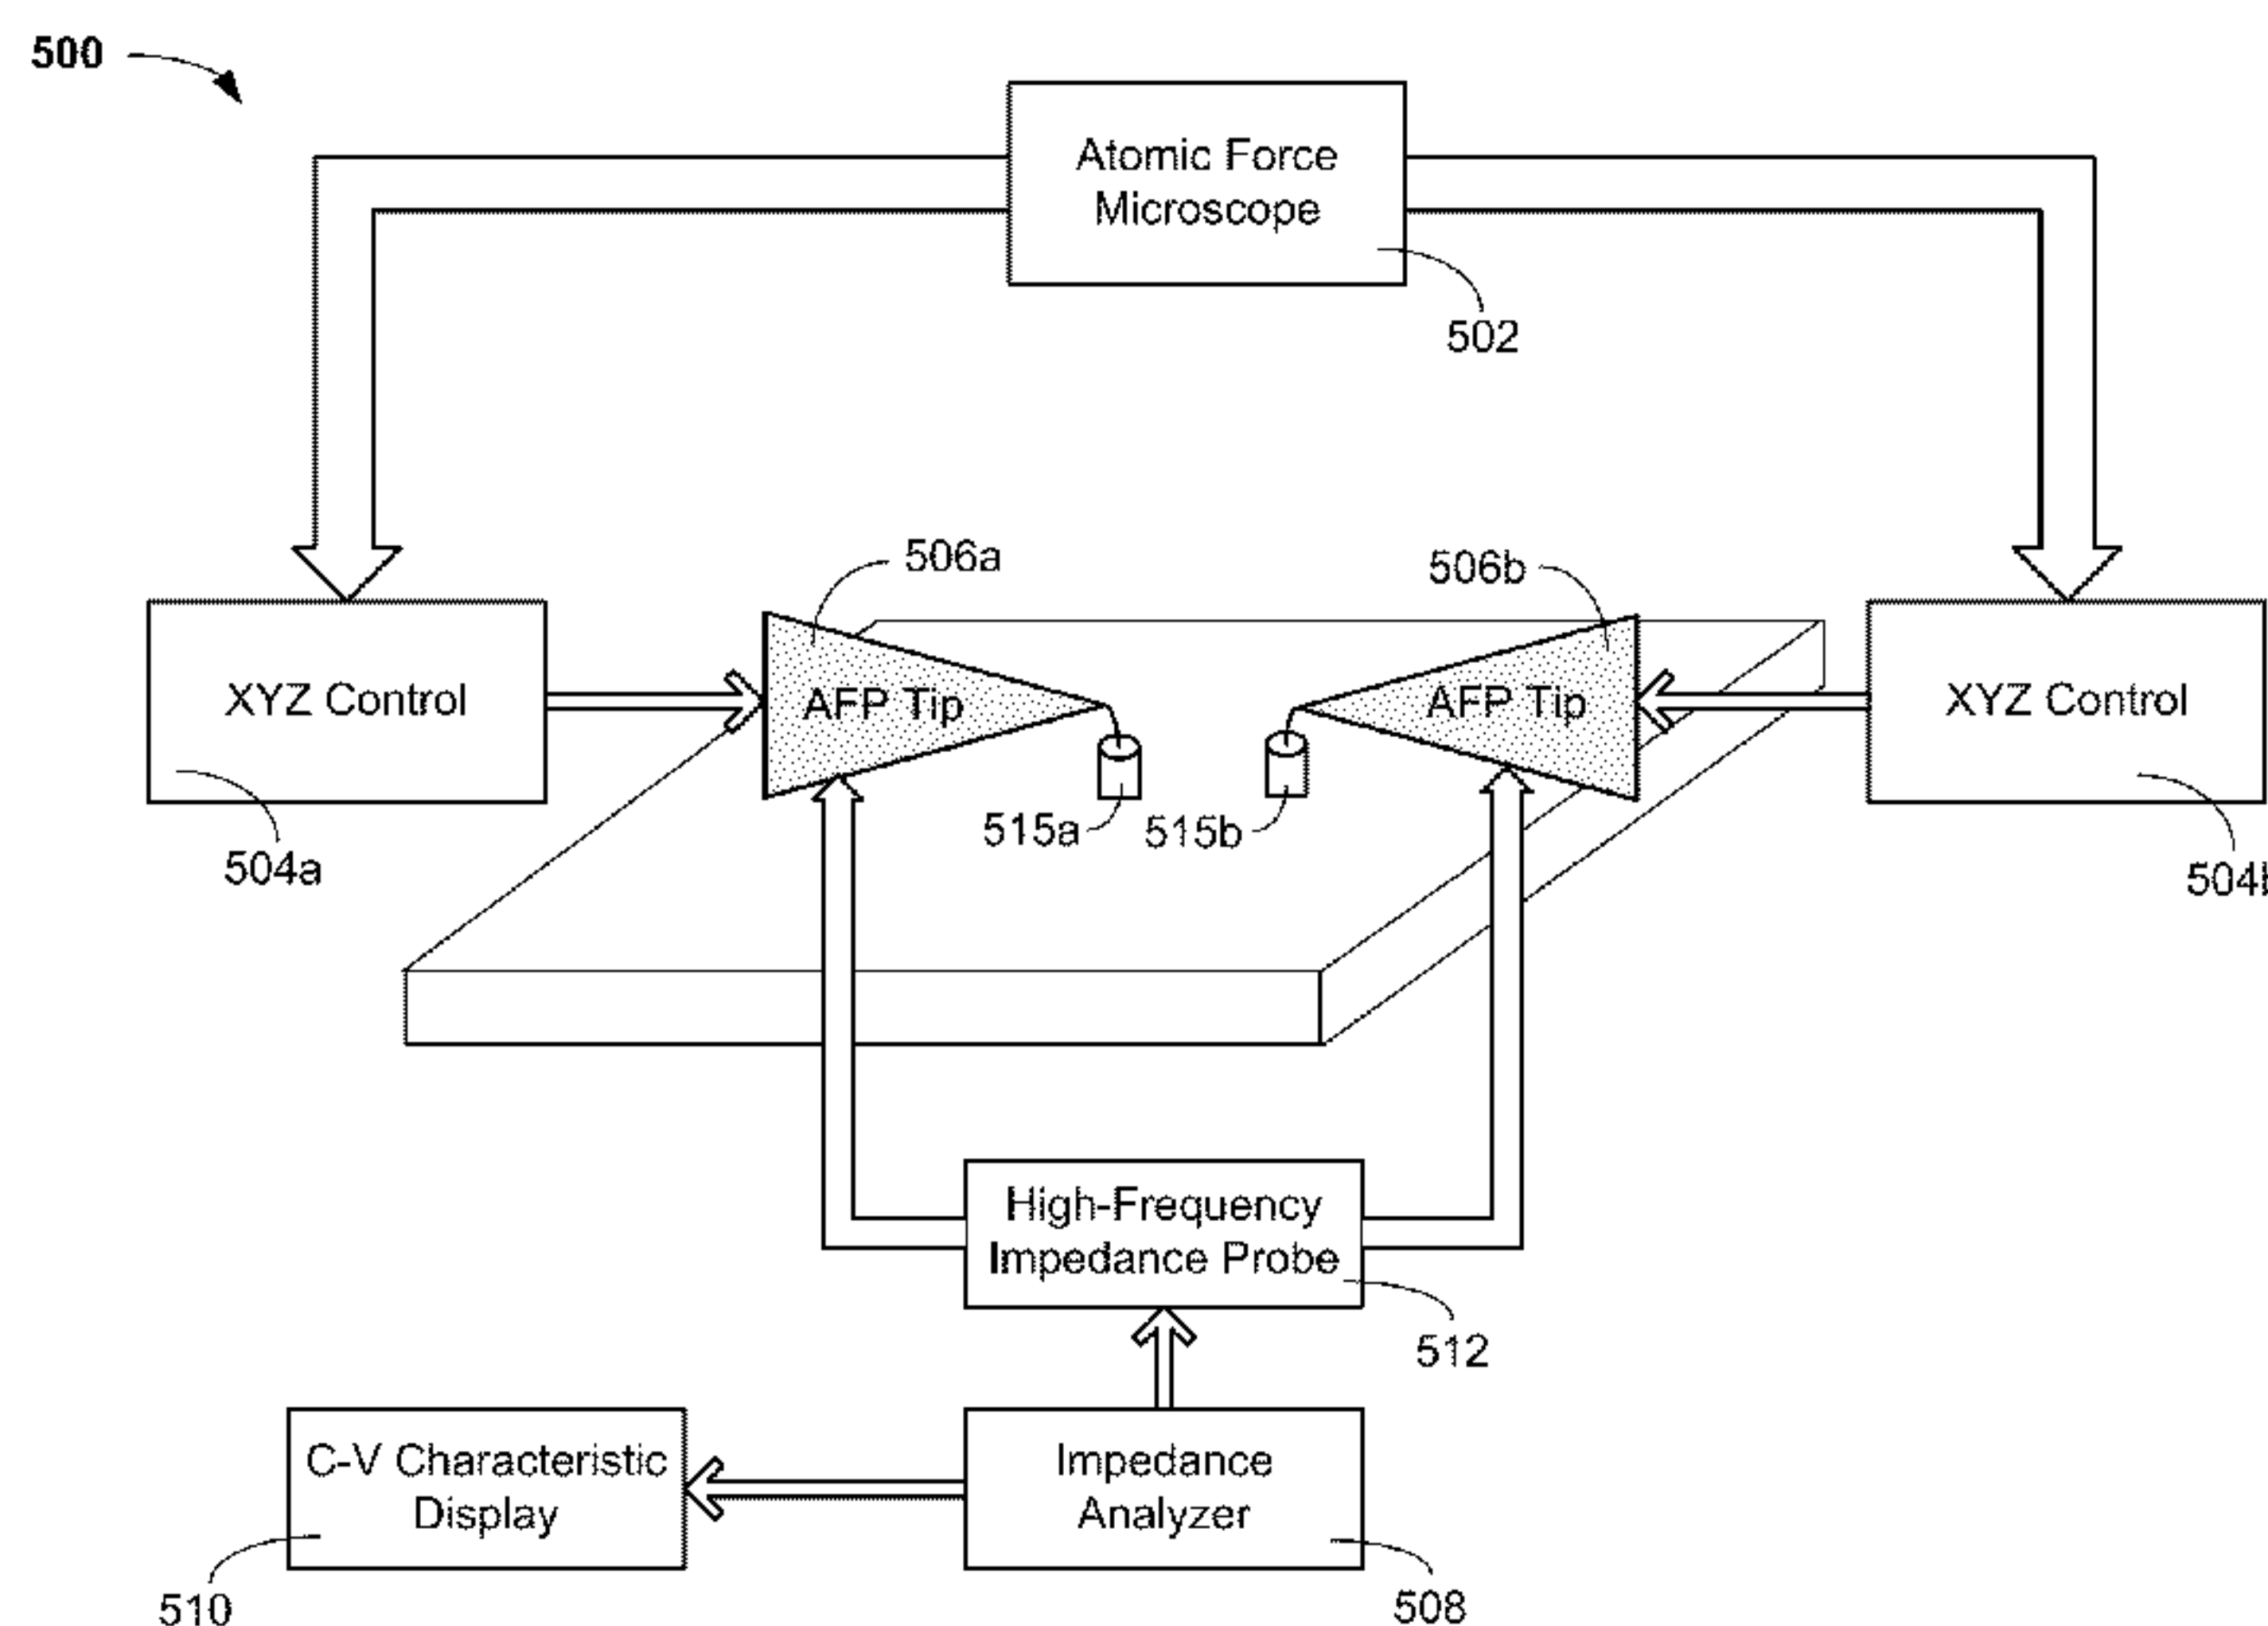 500
Atomic Force
Microscope
502
506a
506b
XYZ Control
AFP Tip
AFP Tip
XYZ Control
515a
515b
504a
504b
High-Frequency
Impedance Probe
512
C-V Characteristic
Display
Impedance
Analyzer
510
508